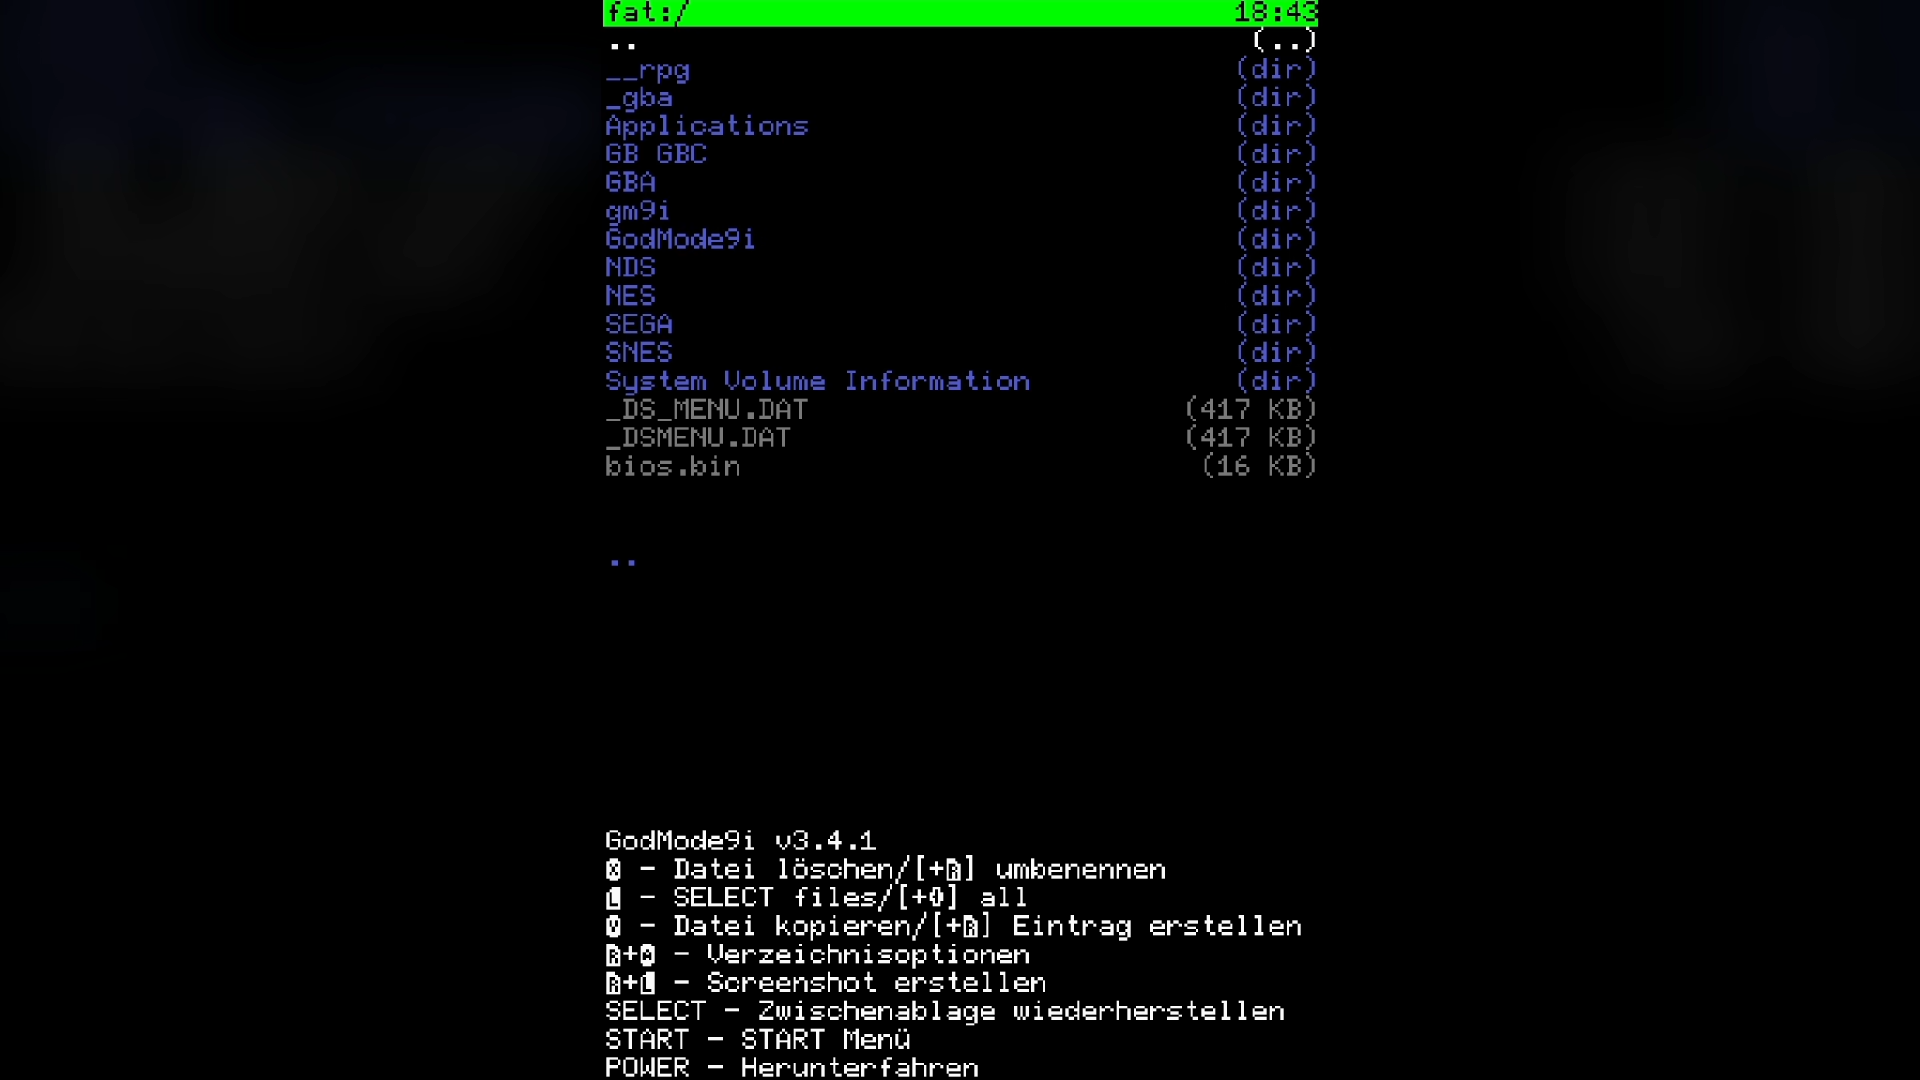 fat:/ 18:43
.. (..)
__rpg (dir)
_gba (dir)
Applications (dir)
GB GBC (dir)
GBA (dir)
gm9i (dir)
GodMode9i (dir)
NDS (dir)
NES (dir)
SEGA (dir)
SNES (dir)
System Volume Information (dir)
_DS_MENU.DAT (417 KB)
_DSMENU.DAT (417 KB)
bios.bin (16 KB)
..
GodMode9i v3.4.1
X - Datei löschen/[+R] umbenennen
L - SELECT files/[+Y] all
Y - Datei kopieren/[+R] Eintrag erstellen
R+A - Verzeichnisoptionen
R+L - Screenshot erstellen
SELECT - Zwischenablage wiederherstellen
START - START Menü
POWER - Herunterfahren